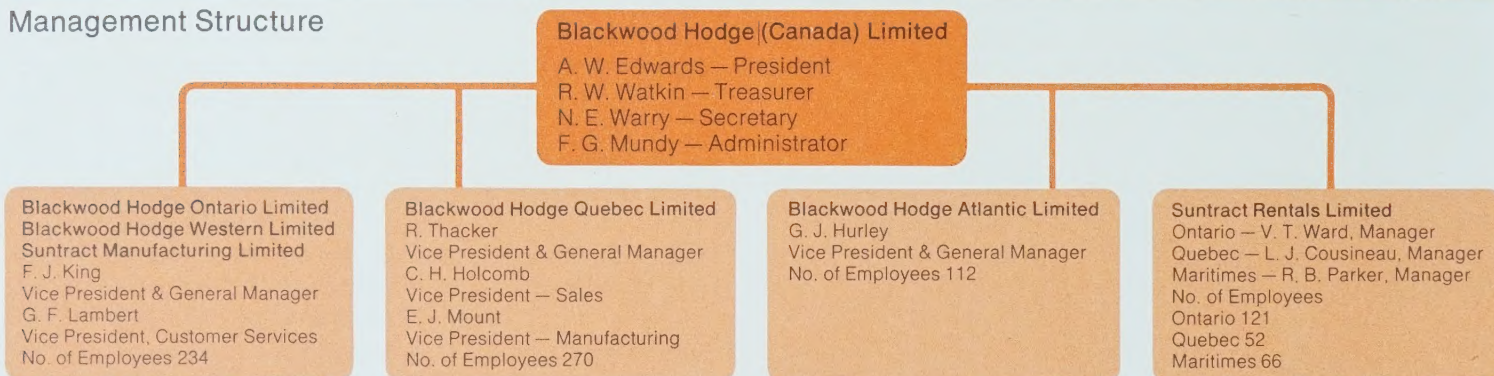 Management Structure
Blackwood Hodge (Canada) Limited
A. W. Edwards — President
R. W. Watkin — Treasurer
N. E. Warry — Secretary
F. G. Mundy — Administrator
Blackwood Hodge Ontario Limited
Blackwood Hodge Western Limited
Suntract Manufacturing Limited
F. J. King
Vice President & General Manager
G. F. Lambert
Vice President, Customer Services
No. of Employees 234
Blackwood Hodge Quebec Limited
R. Thacker
Vice President & General Manager
C. H. Holcomb
Vice President — Sales
E. J. Mount
Vice President — Manufacturing
No. of Employees 270
Blackwood Hodge Atlantic Limited
G. J. Hurley
Vice President & General Manager
No. of Employees 112
Suntract Rentals Limited
Ontario — V. T. Ward, Manager
Quebec — L. J. Cousineau, Manager
Maritimes — R. B. Parker, Manager
No. of Employees
Ontario 121
Quebec 52
Maritimes 66